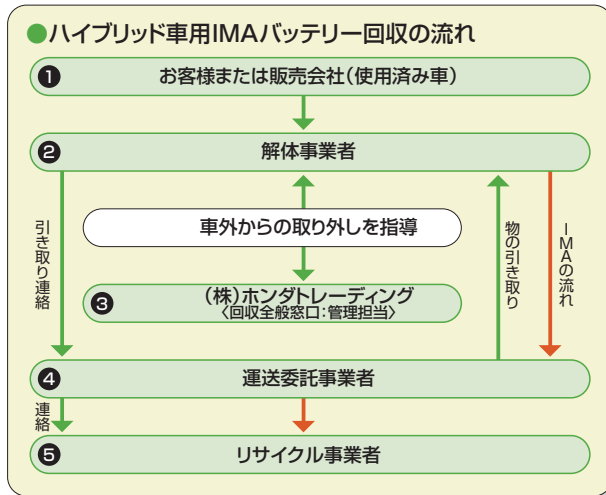 ●ハイブリッド車用IMAバッテリー回収の流れ
❶ お客様または販売会社(使用済み車)
❷ 解体事業者
引き取り連絡
車外からの取り外しを指導
物の引き取り
IMAの流れ
❸ (株)ホンダトレーディング
〈回収全般窓口:管理担当〉
❹ 運送委託事業者
連絡
❺ リサイクル事業者